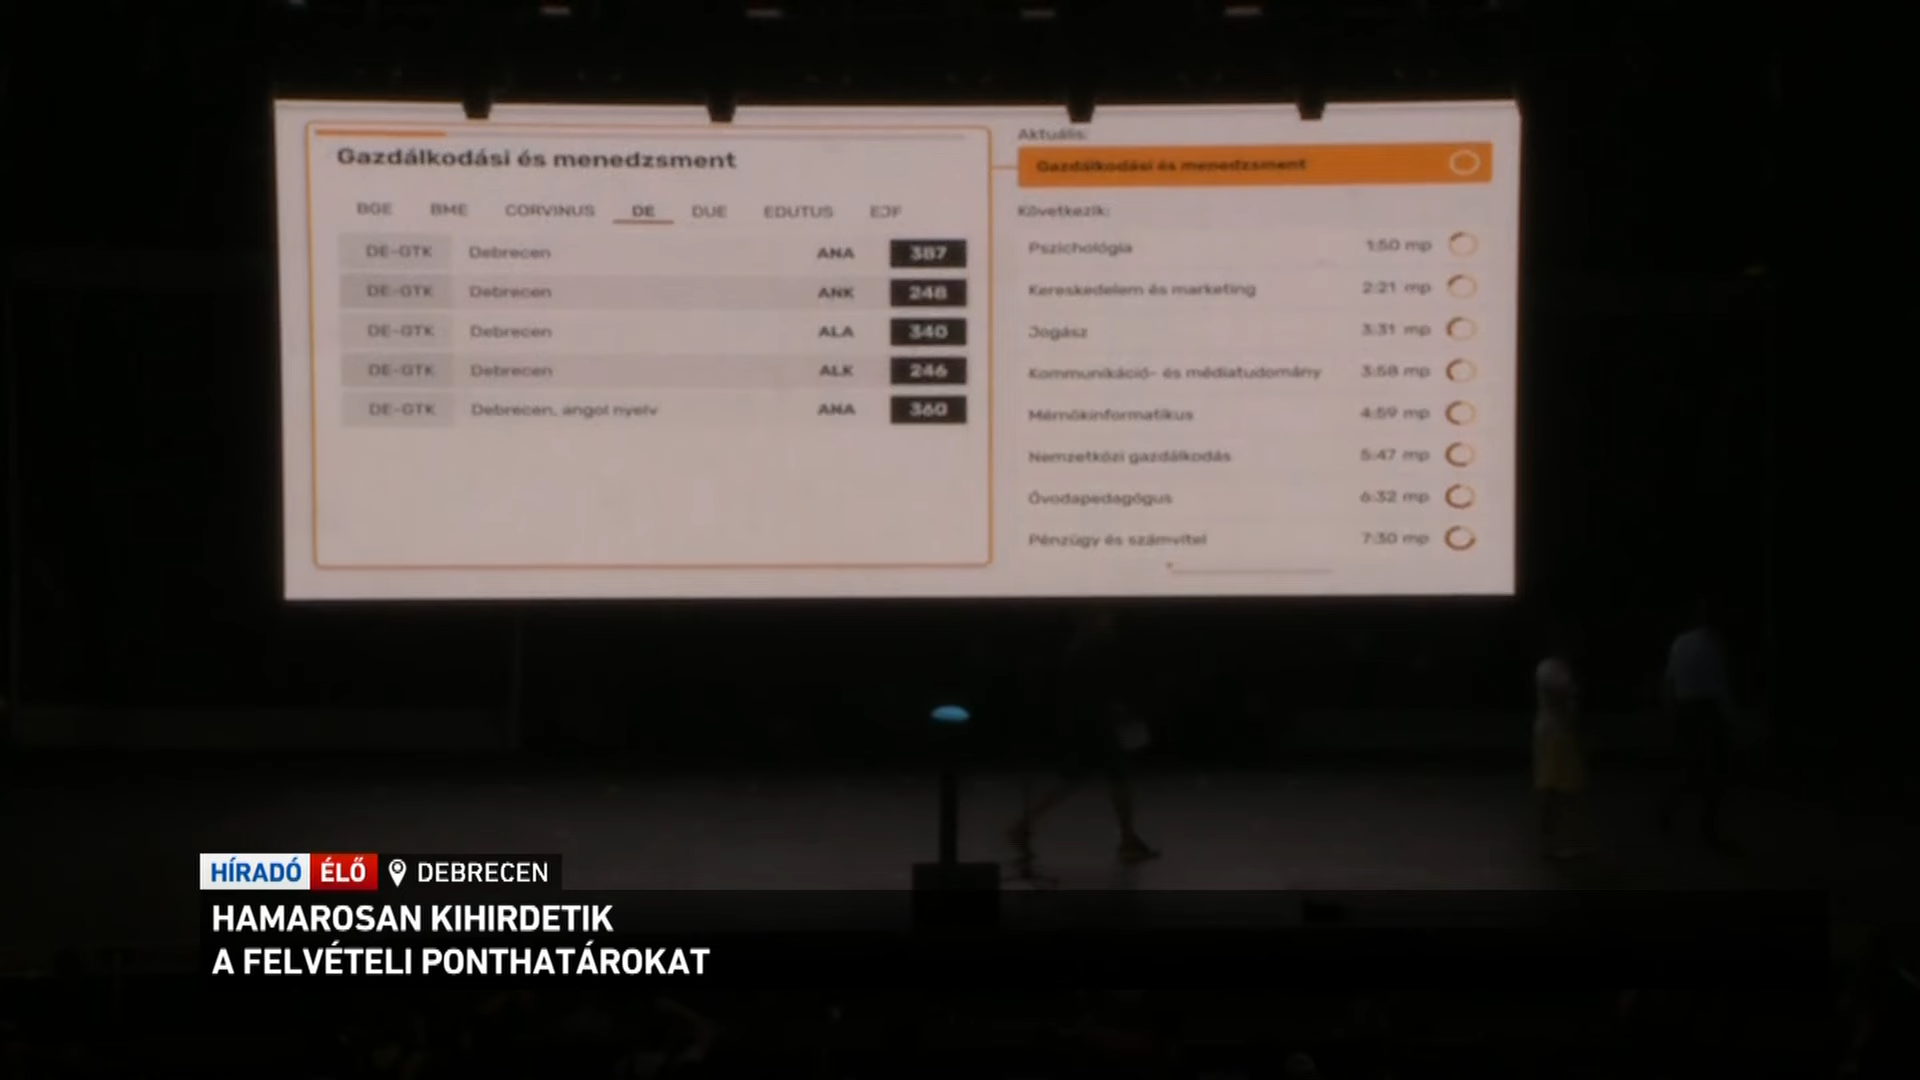 Gazdálkodási és menedzsment
BGE BME CORVINUS DE DUE EDUTUS EJF
DE-GTK Debrecen ANA 387
DE-GTK Debrecen ANK 248
DE-GTK Debrecen ALA 340
DE-GTK Debrecen ALK 246
DE-GTK Debrecen, angol nyelv ANA 360
Aktuális:
Gazdálkodási és menedzsment
Következik:
Pszichológia 1:50 mp
Kereskedelem és marketing 2:21 mp
Jogász 3:31 mp
Kommunikáció- és médiatudomány 3:58 mp
Mérnökinformatikus 4:59 mp
Nemzetközi gazdálkodás 5:47 mp
Óvodapedagógus 6:32 mp
Pénzügy és számvitel 7:30 mp
HÍRADÓ ÉLŐ DEBRECEN
HAMAROSAN KIHIRDETIK
A FELVÉTELI PONTHATÁROKAT